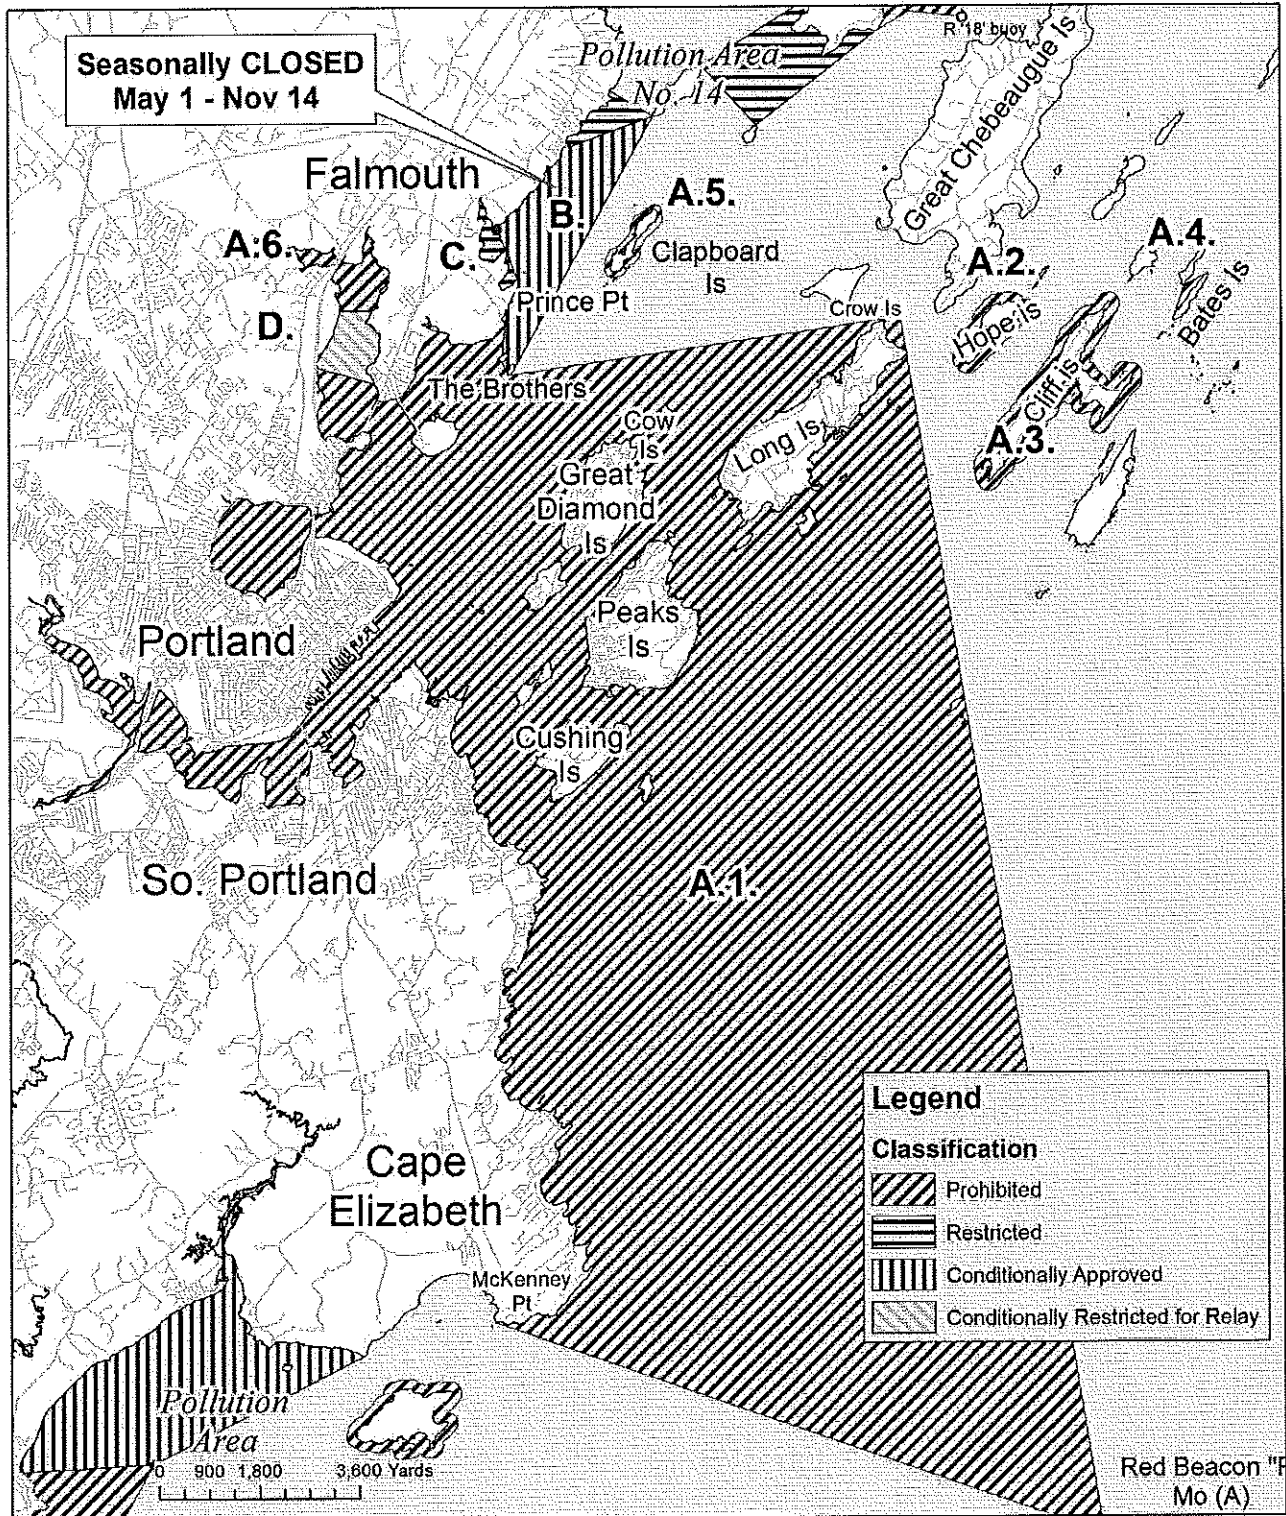 R "18' buoy
Seasonally CLOSED
May 1 - Nov 14
Pollution Area
No. 14
Great Chebeaugue Is
Falmouth
B.
A.5.
A.6.
C.
Clapboard
Is
A.2.
A.4.
Bates Is
Prince Pt
Crow Is
D.
Hope is
Cliff is
The Brothers
Cow
Is
Long Is
A.3.
Great
Diamond
Is
Portland
Peaks
Is
Cushing
Is
So. Portland
A.1.
Legend
Classification
Prohibited
Restricted
Conditionally Approved
Conditionally Restricted for Relay
Cape
Elizabeth
McKenney
Pt
Pollution
Area
0 900 1,800 3,600 Yards
Red Beacon
Mo (A)